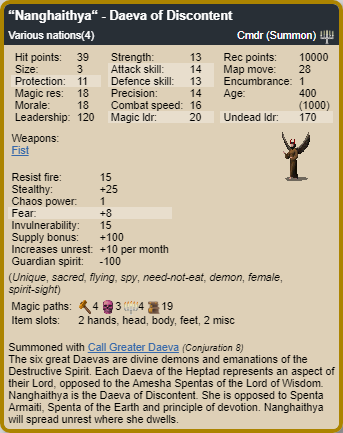 “Nanghaithya“ - Daeva of Discontent
Various nations(4) Cmdr (Summon)
Hit points: 39 Strength: 13 Rec points: 10000
Size: 3 Attack skill: 14 Map move: 28
Protection: 11 Defence skill: 13 Encumbrance: 1
Magic res: 18 Precision: 14 Age: 400
Morale: 18 Combat speed: 16 (1000)
Leadership: 120 Magic ldr: 20 Undead ldr: 170
Weapons:
Fist
Resist fire: 15
Stealthy: +25
Chaos power: 1
Fear: +8
Invulnerability: 15
Supply bonus: +100
Increases unrest: +10 per month
Guardian spirit: -100
(Unique, sacred, flying, spy, need-not-eat, demon, female,
spirit-sight)
Magic paths: 4 3 4 19
Item slots: 2 hands, head, body, feet, 2 misc
Summoned with Call Greater Daeva (Conjuration 8)
The six great Daevas are divine demons and emanations of the
Destructive Spirit. Each Daeva of the Heptad represents an aspect of
their Lord, opposed to the Amesha Spentas of the Lord of Wisdom.
Nanghaithya is the Daeva of Discontent. She is opposed to Spenta
Armaiti, Spenta of the Earth and principle of devotion. Nanghaithya
will spread unrest where she dwells.